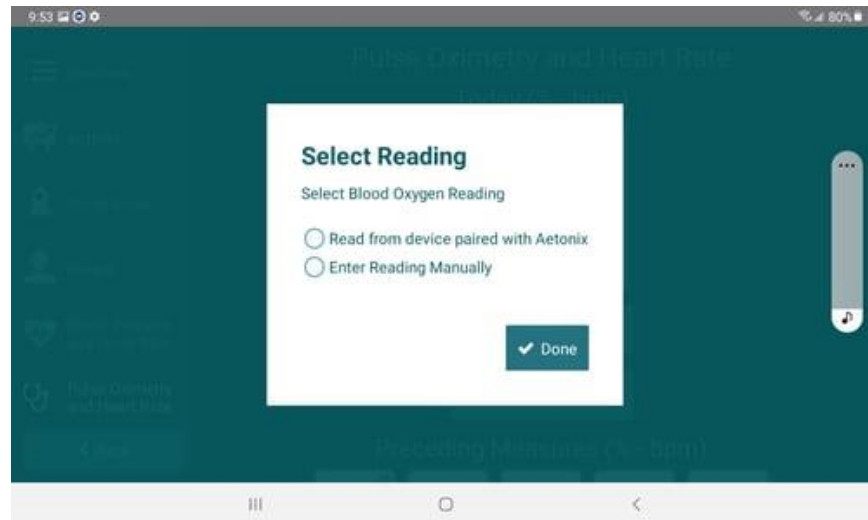 9:53
80%
Pulse Oximetry and Heart Rate
Select Reading
Select Blood Oxygen Reading
Read from device paired with Aetonix
Enter Reading Manually
Done
Pulse Oximetry
and Heart Rate
Preceding Measures (% - bpm)